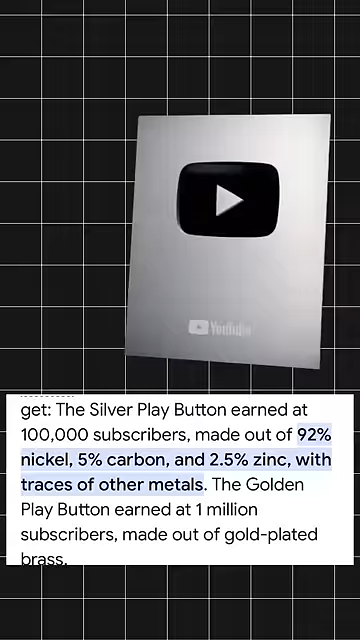 YouTube
get: The Silver Play Button earned at
100,000 subscribers, made out of 92%
nickel, 5% carbon, and 2.5% zinc, with
traces of other metals. The Golden
Play Button earned at 1 million
subscribers, made out of gold-plated
brass.